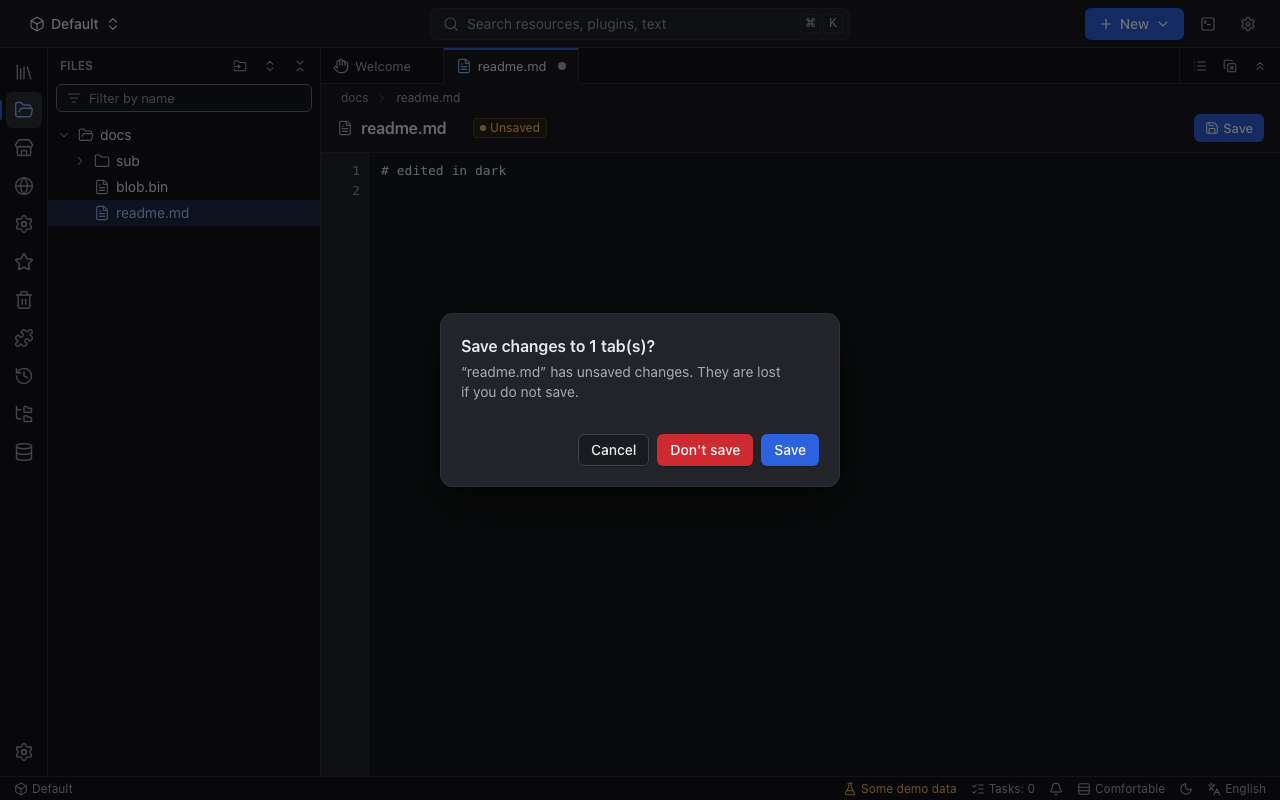 Default
Search resources, plugins, text
⌘ K
New
FILES
Filter by name
docs
sub
blob.bin
readme.md
Welcome
readme.md
docs
readme.md
readme.md
Unsaved
Save
1 # edited in dark
2
Save changes to 1 tab(s)?
“readme.md” has unsaved changes. They are lost
if you do not save.
Cancel
Don't save
Save
Default
Some demo data
Tasks: 0
Comfortable
English